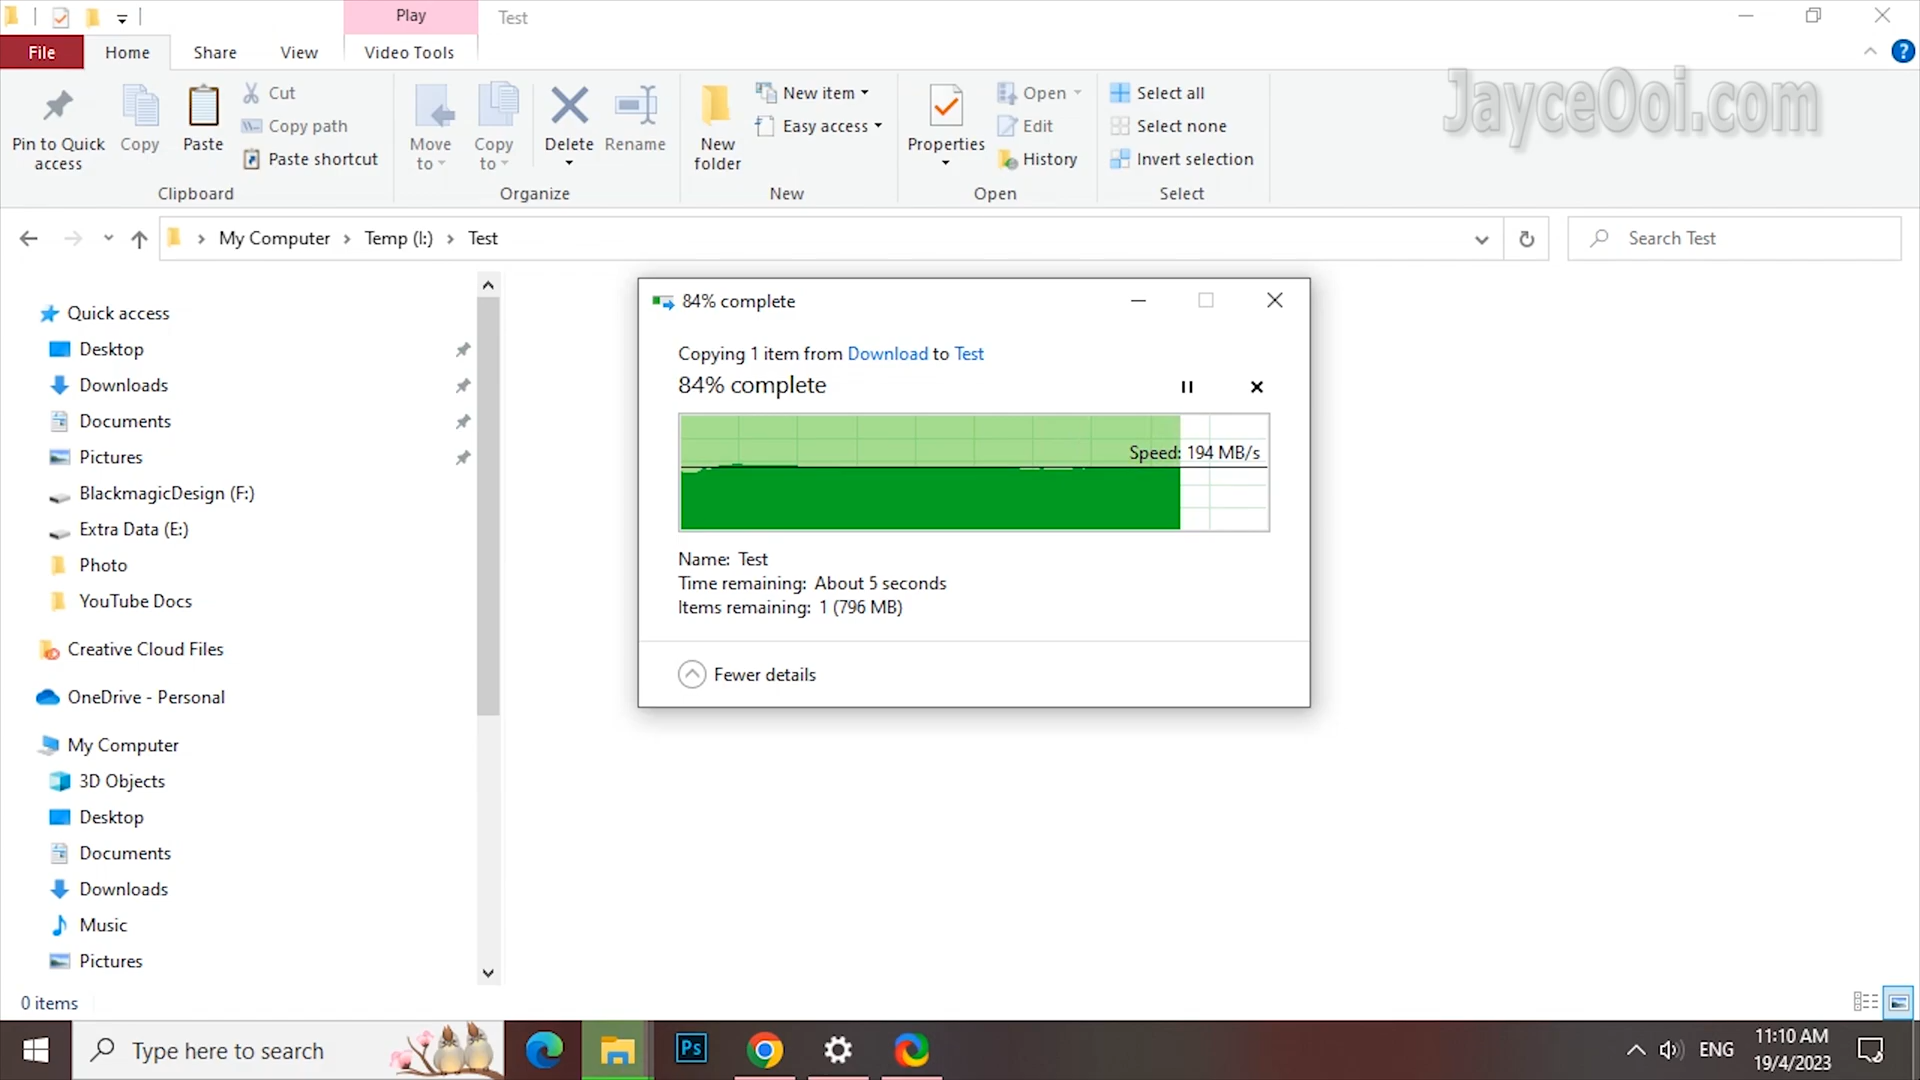 Play
Test
File
Home
Share
View
Video Tools
?
JayceOoi.com
Pin to Quick access
Copy
Paste
Cut
Copy path
Paste shortcut
Clipboard
Move to
Copy to
Delete
Rename
Organize
New folder
New item
Easy access
New
Properties
Open
Edit
History
Open
Select all
Select none
Invert selection
Select
My Computer > Temp (I:) > Test
Search Test
Quick access
Desktop
Downloads
Documents
Pictures
BlackmagicDesign (F:)
Extra Data (E:)
Photo
YouTube Docs
Creative Cloud Files
OneDrive - Personal
My Computer
3D Objects
Desktop
Documents
Downloads
Music
Pictures
84% complete
Copying 1 item from Download to Test
84% complete
Speed: 194 MB/s
Name: Test
Time remaining: About 5 seconds
Items remaining: 1 (796 MB)
Fewer details
0 items
Type here to search
Ps
ENG
11:10 AM
19/4/2023